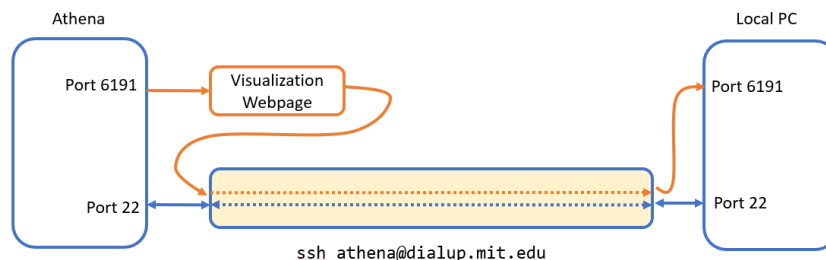 Athena
Local PC
Port 6191
Visualization
Webpage
Port 6191
Port 22
Port 22
ssh athena@dialup.mit.edu